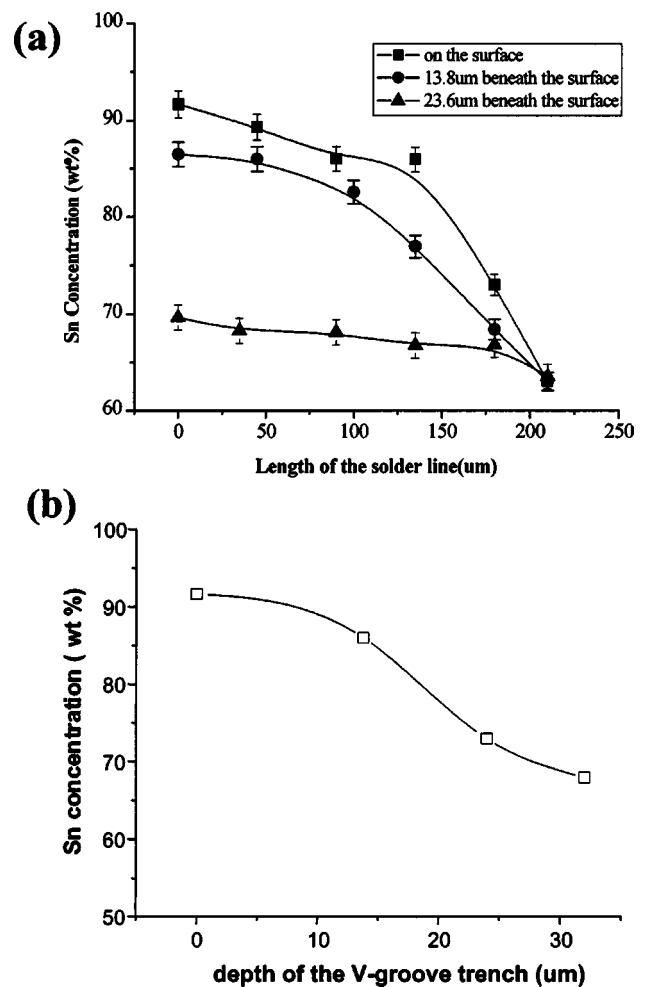 (a)
100
90
80
70
60
Sn Concentration (wt%)
on the surface
13.8um beneath the surface
23.6um beneath the surface
0 50 100 150 200 250
Length of the solder line(um)
(b)
100
90
80
70
60
50
Sn concentration ( wt %)
0 10 20 30
depth of the V-groove trench (um)